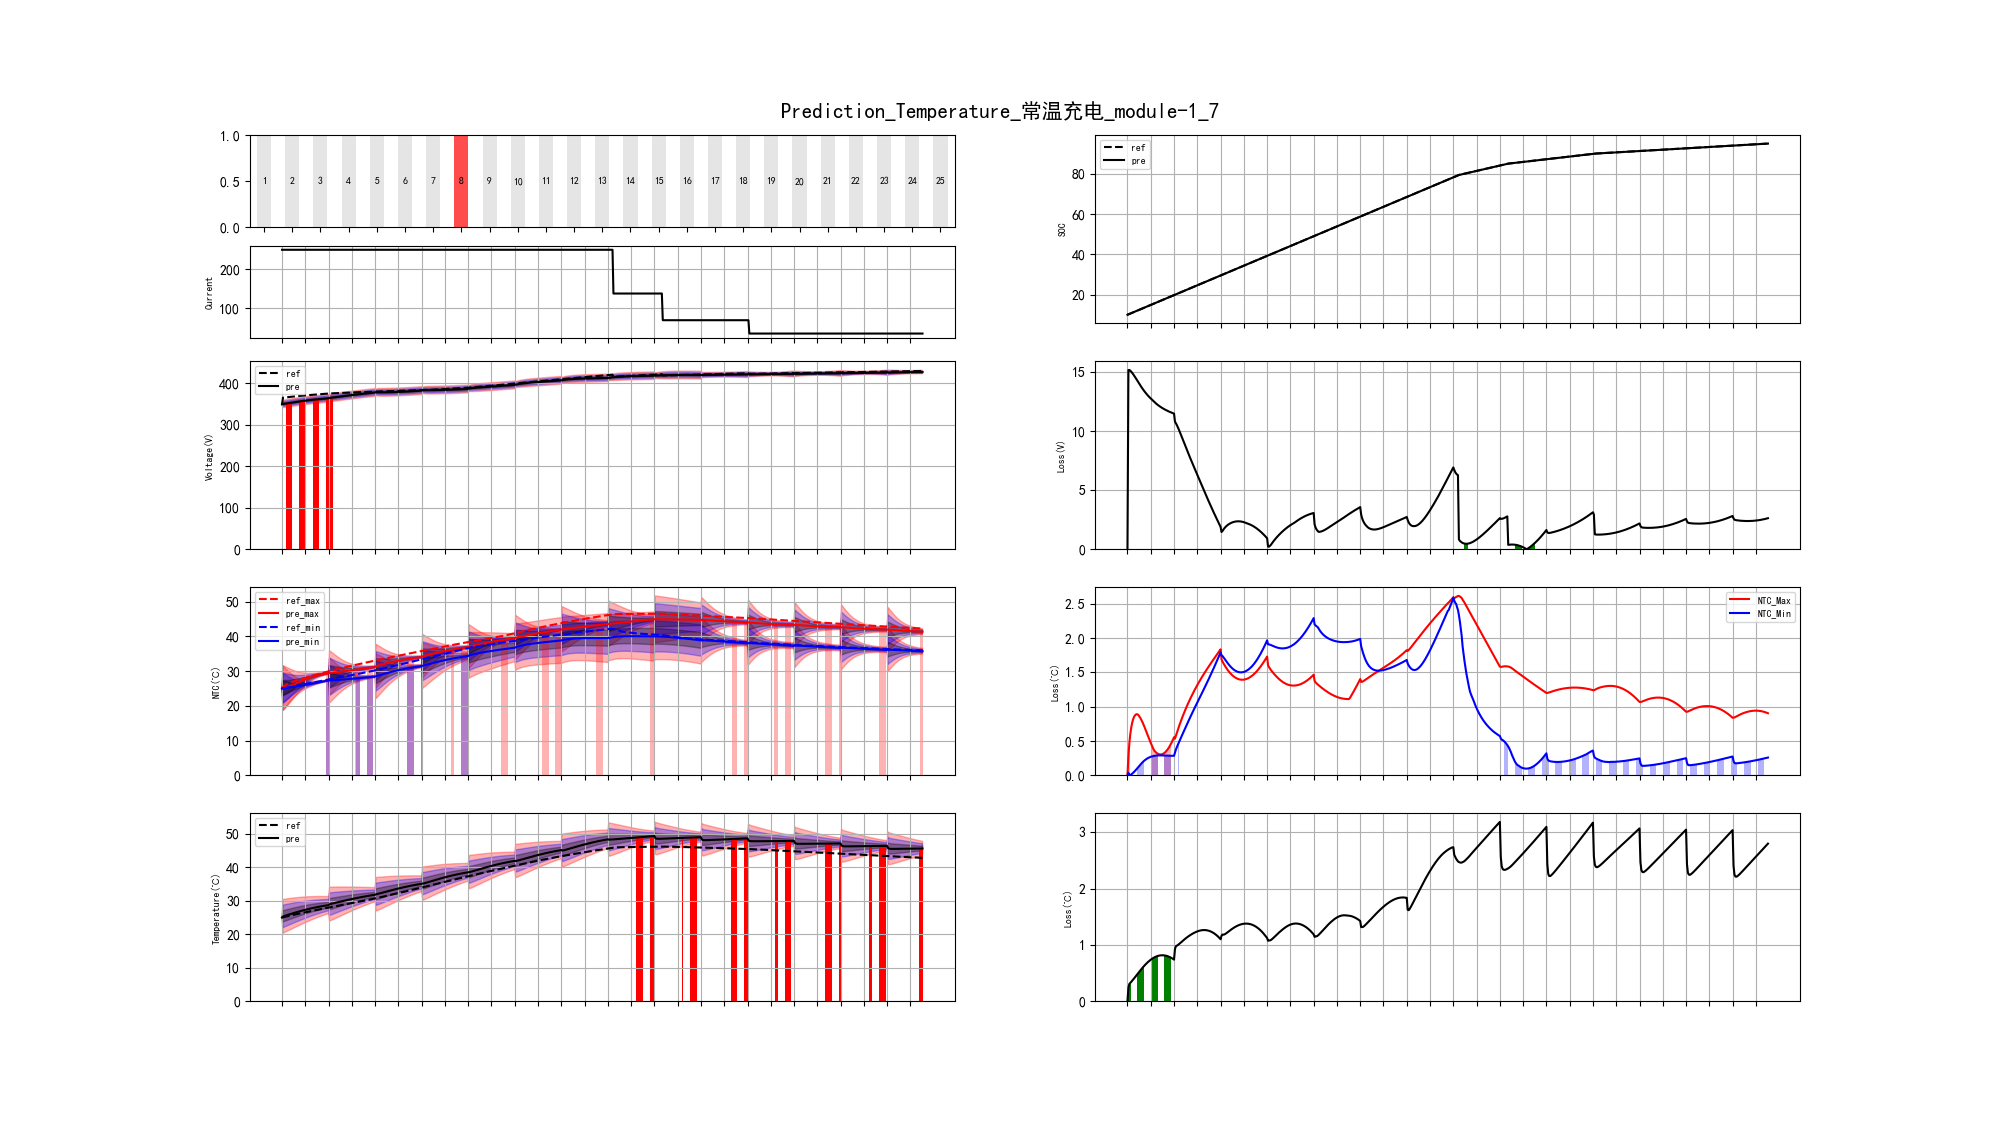 Prediction_Temperature_常温充电_module-1_7
1.0
0.5
0.0
1 2 3 4 5 6 7 8 9 10 11 12 13 14 15 16 17 18 19 20 21 22 23 24 25
Current
200
100
Voltage(V)
400
300
200
100
0
ref
pre
NTC(℃)
50
40
30
20
10
0
ref_max
pre_max
ref_min
pre_min
Temperature(℃)
50
40
30
20
10
0
ref
pre
SOC
80
60
40
20
ref
pre
Loss(V)
15
10
5
0
Loss(℃)
2.5
2.0
1.5
1.0
0.5
0.0
NTC_Max
NTC_Min
Loss(℃)
3
2
1
0